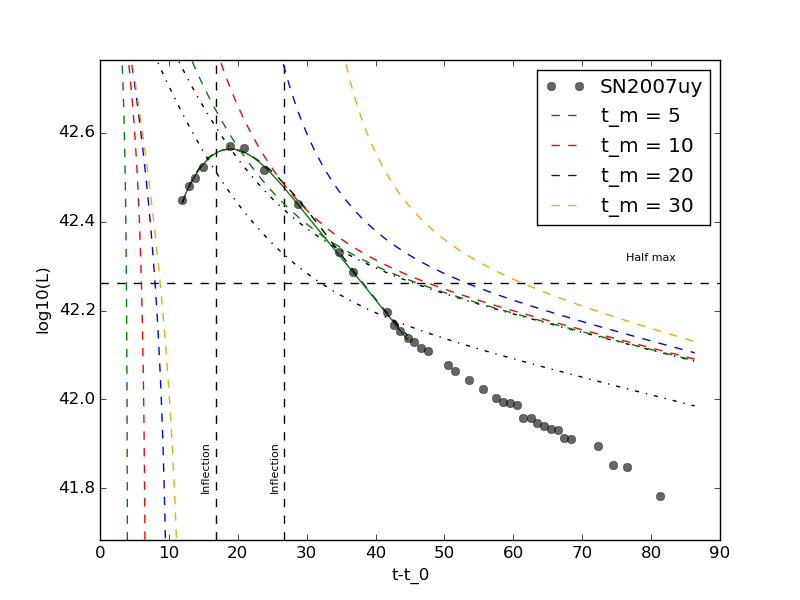 SN2007uy
t_m = 5
t_m = 10
t_m = 20
t_m = 30
Half max
Inflection
Inflection
42.6
42.4
42.2
42.0
41.8
log10(L)
0 10 20 30 40 50 60 70 80 90
t-t_0